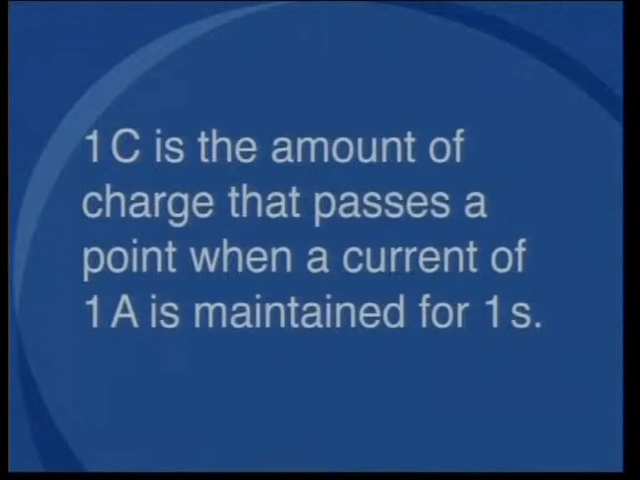 1 C is the amount of
charge that passes a
point when a current of
1 A is maintained for 1 s.